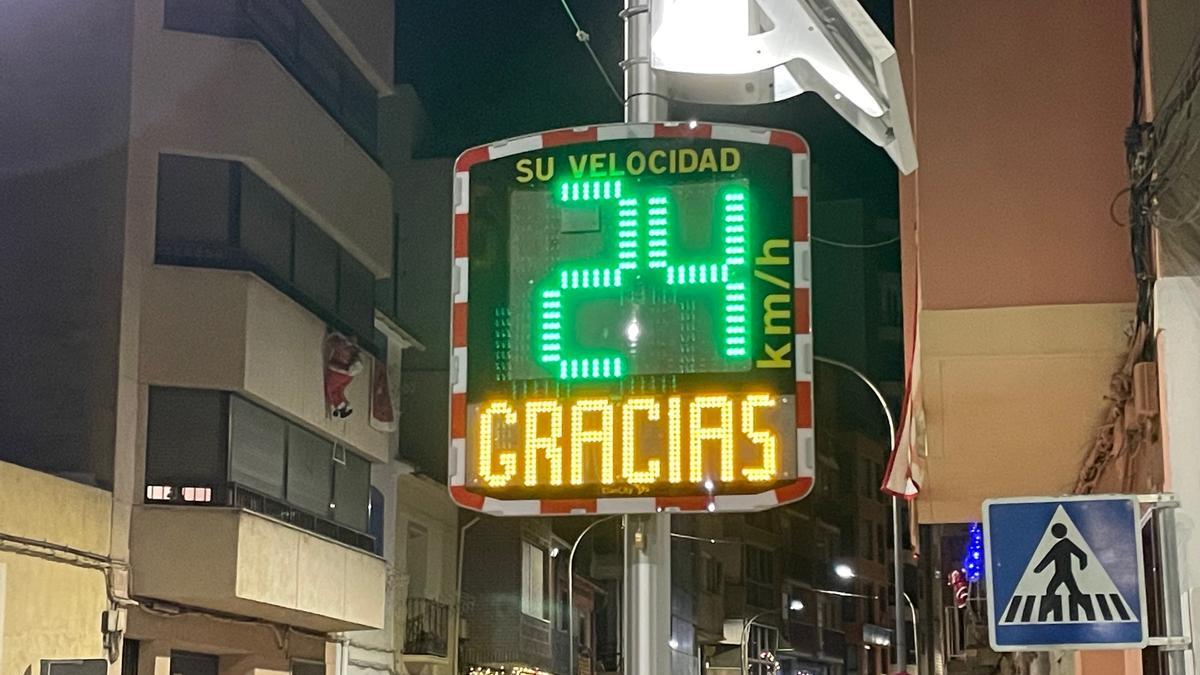 SU VELOCIDAD
24
km/h
GRACIAS